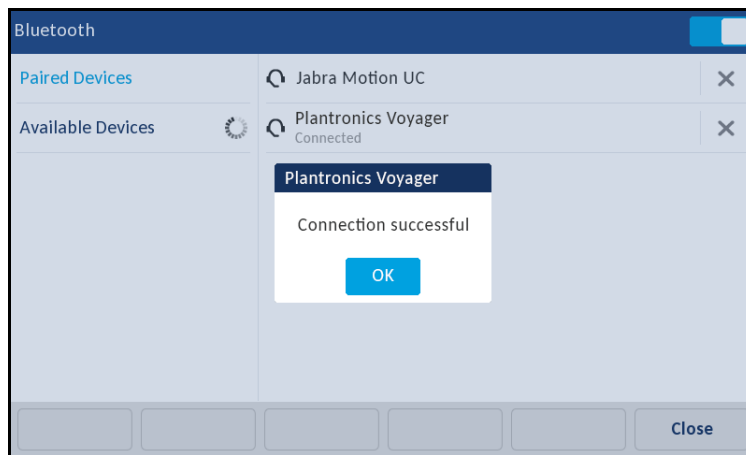 Bluetooth
Paired Devices
Jabra Motion UC
Available Devices
Plantronics Voyager
Connected
Plantronics Voyager
Connection successful
OK
Close